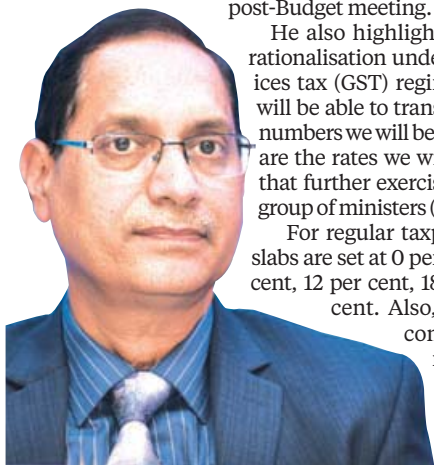 post-Budget meeting.
He also highligh
rationalisation unde
ices tax (GST) regi
will be able to trans
numbers we will be
are the rates we w
that further exercis
group of ministers (
For regular taxp
slabs are set at 0 per
cent, 12 per cent, 18
cent. Also,
con